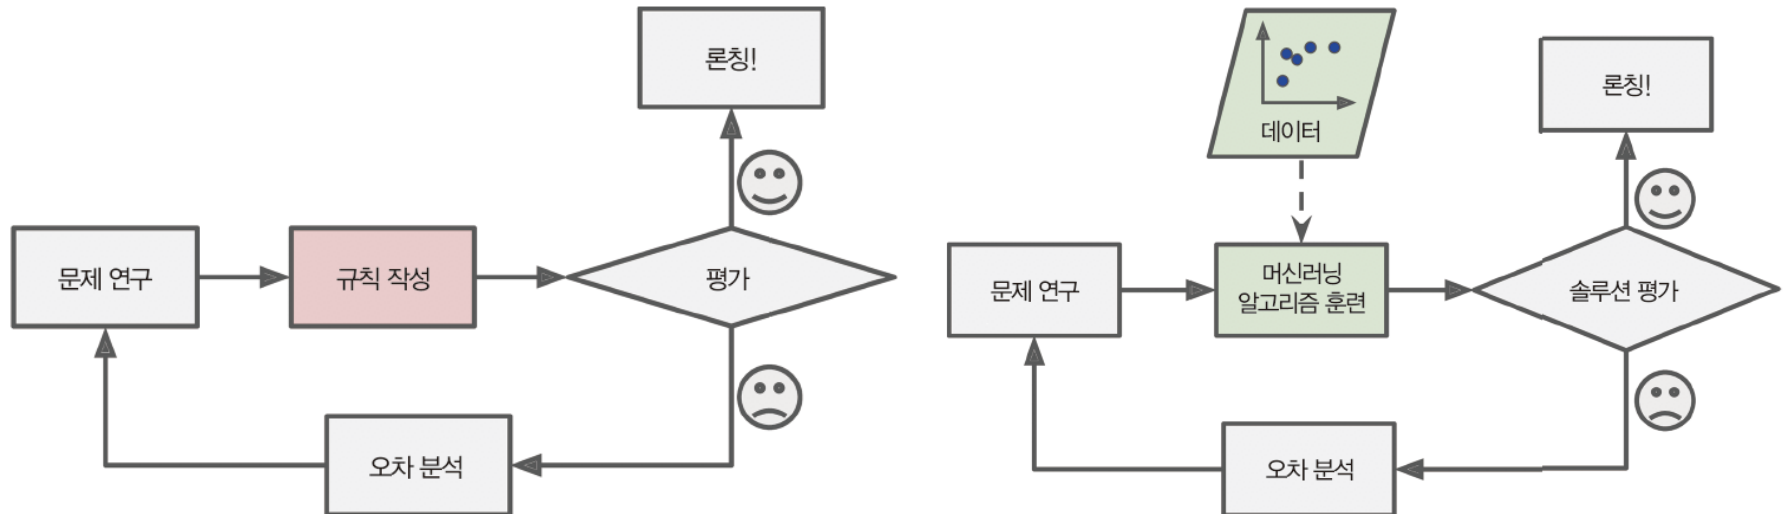 론칭!
문제 연구
규칙 작성
평가
오차 분석
데이터
론칭!
문제 연구
머신러닝
알고리즘 훈련
솔루션 평가
오차 분석